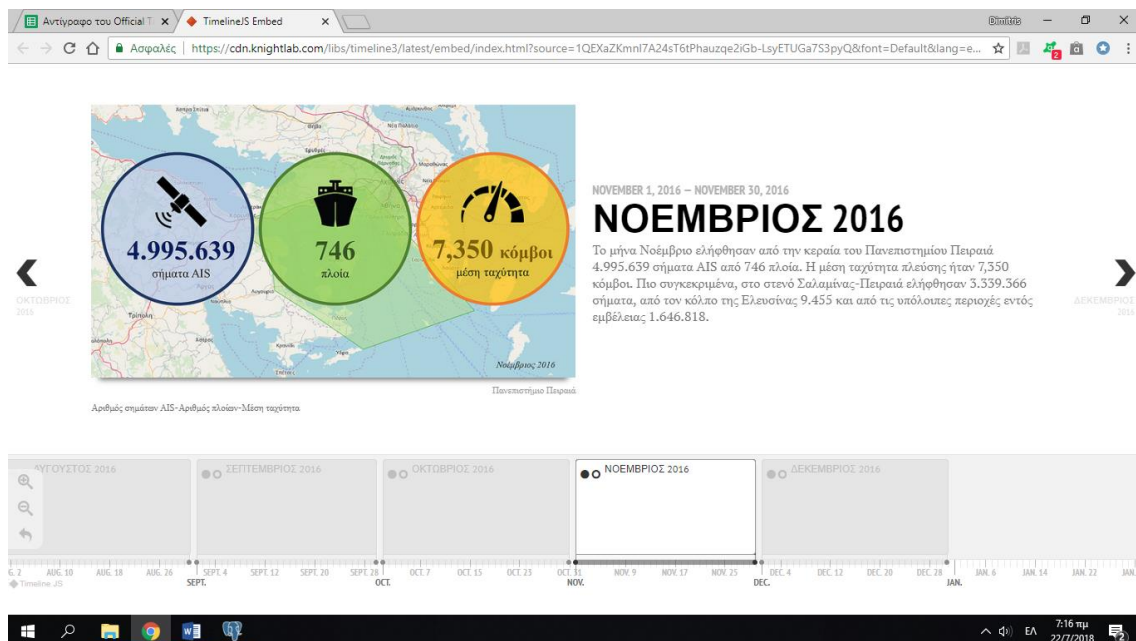 Αντίγραφο του Official T
TimelineJS Embed
Dimitris
Ασφαλές | https://cdn.knightlab.com/libs/timeline3/latest/embed/index.html?source=1QEXaZKmnI7A24sT6tPhauzqe2iGb-LsyETUGa7S3pyQ&font=Default&lang=e...
4.995.639
σήματα AIS
746
πλοία
7,350 κόμβοι
μέση ταχύτητα
Τρίπολη
Νοέμβριος 2016
Πανεπιστήμιο Πειραιά
Αριθμός σημάτων AIS-Αριθμός πλοίων-Μέση ταχύτητα
NOVEMBER 1, 2016 — NOVEMBER 30, 2016
ΝΟΕΜΒΡΙΟΣ 2016
Το μήνα Νοέμβριο ελήφθησαν από την κεραία του Πανεπιστημίου Πειραιά
4.995.639 σήματα AIS από 746 πλοία. Η μέση ταχύτητα πλεύσης ήταν 7,350
κόμβοι. Πιο συγκεκριμένα, στο στενό Σαλαμίνας-Πειραιά ελήφθησαν 3.339.366
σήματα, από τον κόλπο της Ελευσίνας 9.455 και από τις υπόλοιπες περιοχές εντός
εμβέλειας 1.646.818.
ΟΚΤΩΒΡΙΟΣ
2016
ΔΕΚΕΜΒΡΙΟΣ
2016
ΑΥΓΟΥΣΤΟΣ 2016
ΣΕΠΤΕΜΒΡΙΟΣ 2016
ΟΚΤΩΒΡΙΟΣ 2016
ΝΟΕΜΒΡΙΟΣ 2016
ΔΕΚΕΜΒΡΙΟΣ 2016
G. 2 AUG. 10 AUG. 18 AUG. 26 SEPT. 4 SEPT. 12 SEPT. 20 SEPT. 28 OCT. 7 OCT. 15 OCT. 23 OCT. 31 NOV. 9 NOV. 17 NOV. 25 DEC. 4 DEC. 12 DEC. 20 DEC. 28 JAN. 6 JAN. 14 JAN. 22 JAN.
SEPT. OCT. NOV. DEC. JAN.
Timeline JS
ΕΛ
7:16 πμ
22/7/2018
2